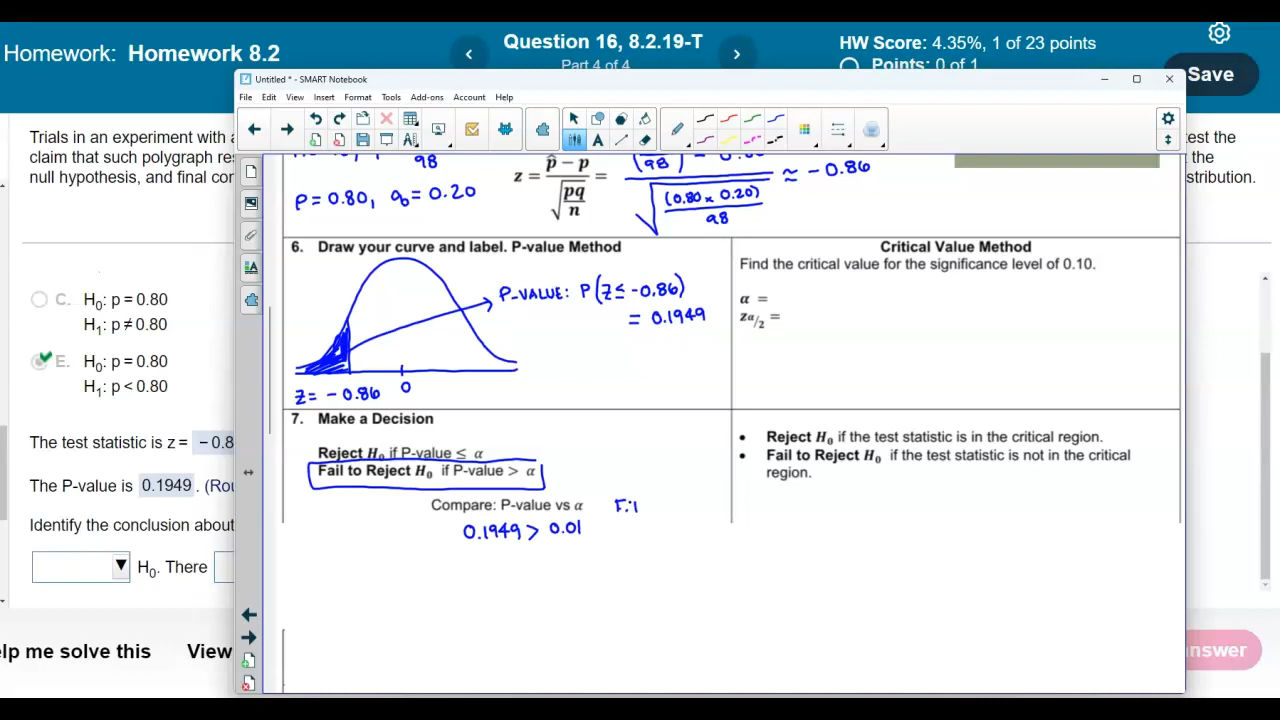 Homework: Homework 8.2
Question 16, 8.2.19-T
Part 4 of 4
HW Score: 4.35%, 1 of 23 points
Points: 0 of 1
Save
Untitled * - SMART Notebook
File Edit View Insert Format Tools Add-ons Account Help
Trials in an experiment with a
claim that such polygraph re
null hypothesis, and final con
est the
the
stribution.
98
p = 0.80, q = 0.20
z = p̂ − p / √(pq/n) =
98
(0.80 × 0.20)
98
≈ −0.86
C. H0: p = 0.80
H1: p ≠ 0.80
E. H0: p = 0.80
H1: p < 0.80
The test statistic is z = − 0.8
The P-value is 0.1949 . (Rou
Identify the conclusion about
H0. There
6. Draw your curve and label. P-value Method
P-VALUE: P(Z ≤ −0.86)
= 0.1949
Z = −0.86 0
Critical Value Method
Find the critical value for the significance level of 0.10.
α =
zα/2 =
7. Make a Decision
Reject H0 if P-value ≤ α
Fail to Reject H0 if P-value > α
Compare: P-value vs α
0.1949 > 0.01
• Reject H0 if the test statistic is in the critical region.
• Fail to Reject H0 if the test statistic is not in the critical
region.
elp me solve this
View
nswer